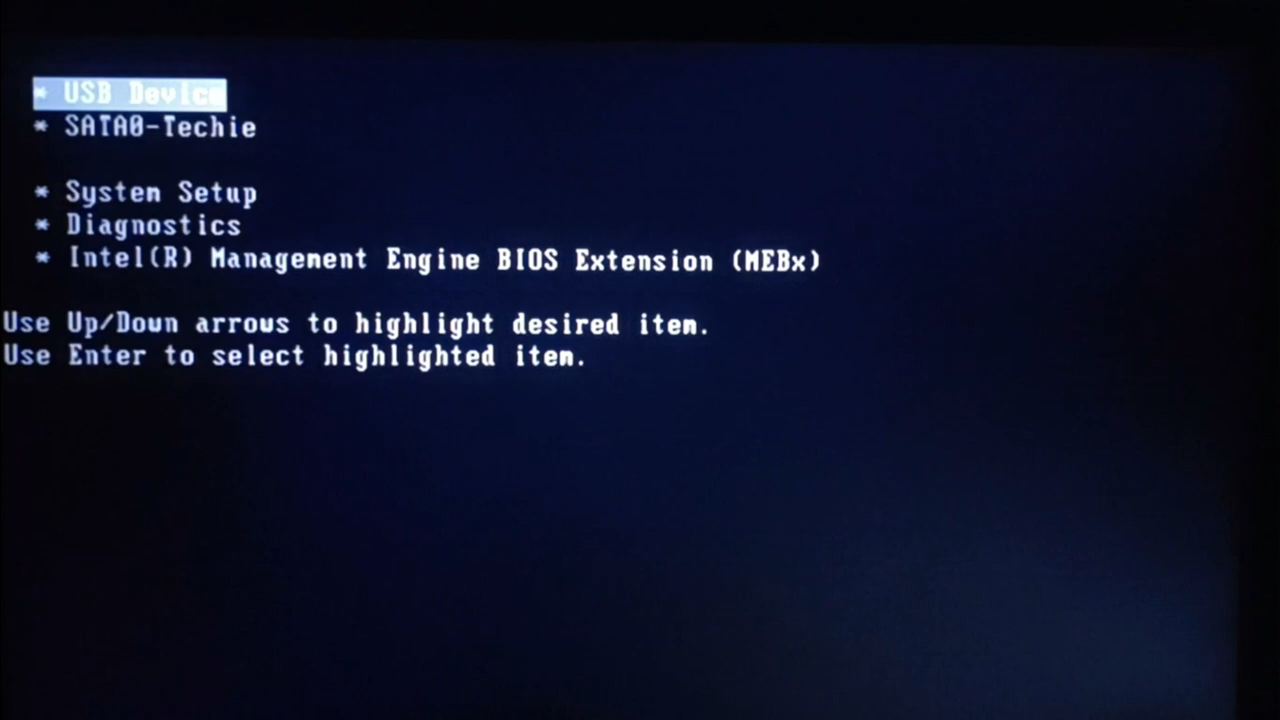 * USB Device
* SATA0-Techie
* System Setup
* Diagnostics
* Intel(R) Management Engine BIOS Extension (MEBx)
Use Up/Down arrows to highlight desired item.
Use Enter to select highlighted item.